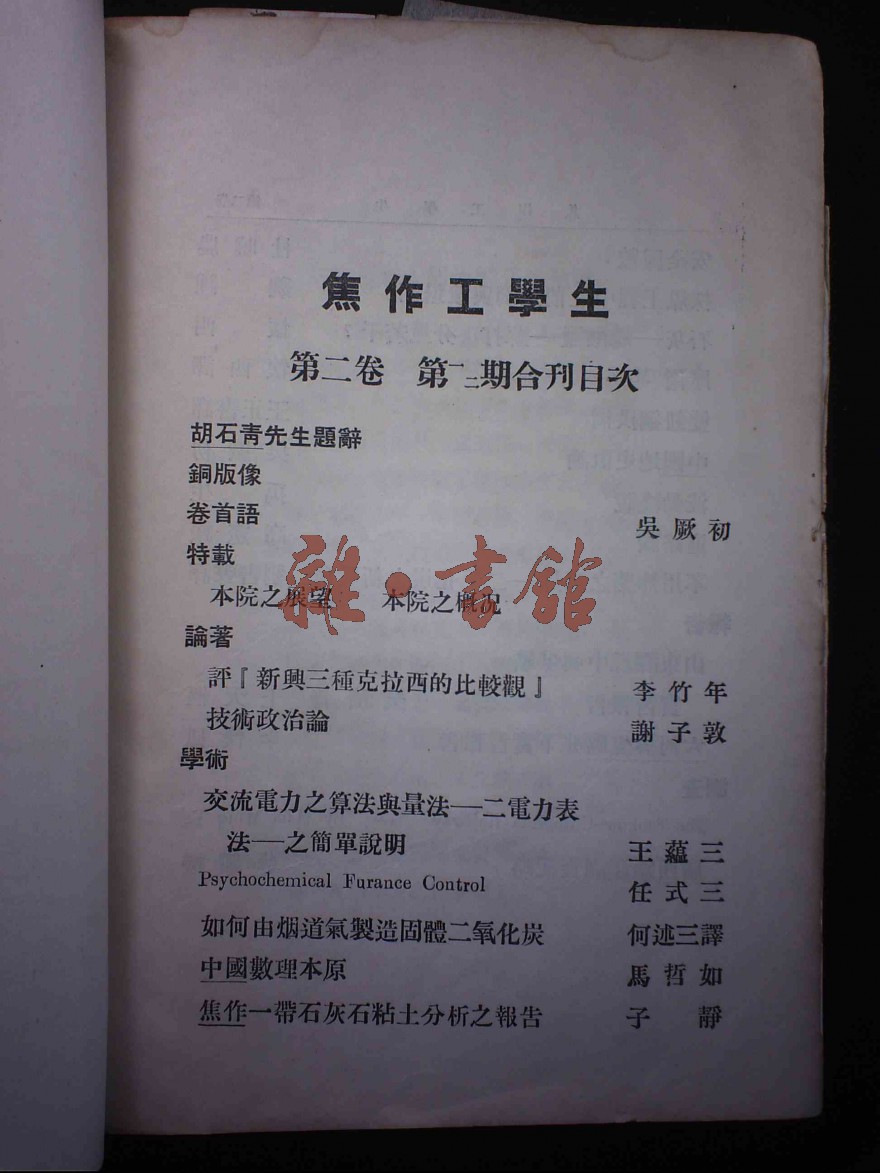 焦作工學生
第二卷 第一二期合刊目次
胡石靑先生題辭
銅版像
卷首語 吳厥初
特載
本院之展望 本院之槪況
論著
評『新興三種克拉西的比較觀』 李竹年
技術政治論 謝子敦
學術
交流電力之算法與量法——二電力表
法——之簡單說明 王蘊三
Psychochemical Furance Control 任式三
如何由烟道氣製造固體二氧化炭 何述三譯
中國數理本原 馬哲如
焦作一帶石灰石粘土分析之報告 子靜
雜·書館